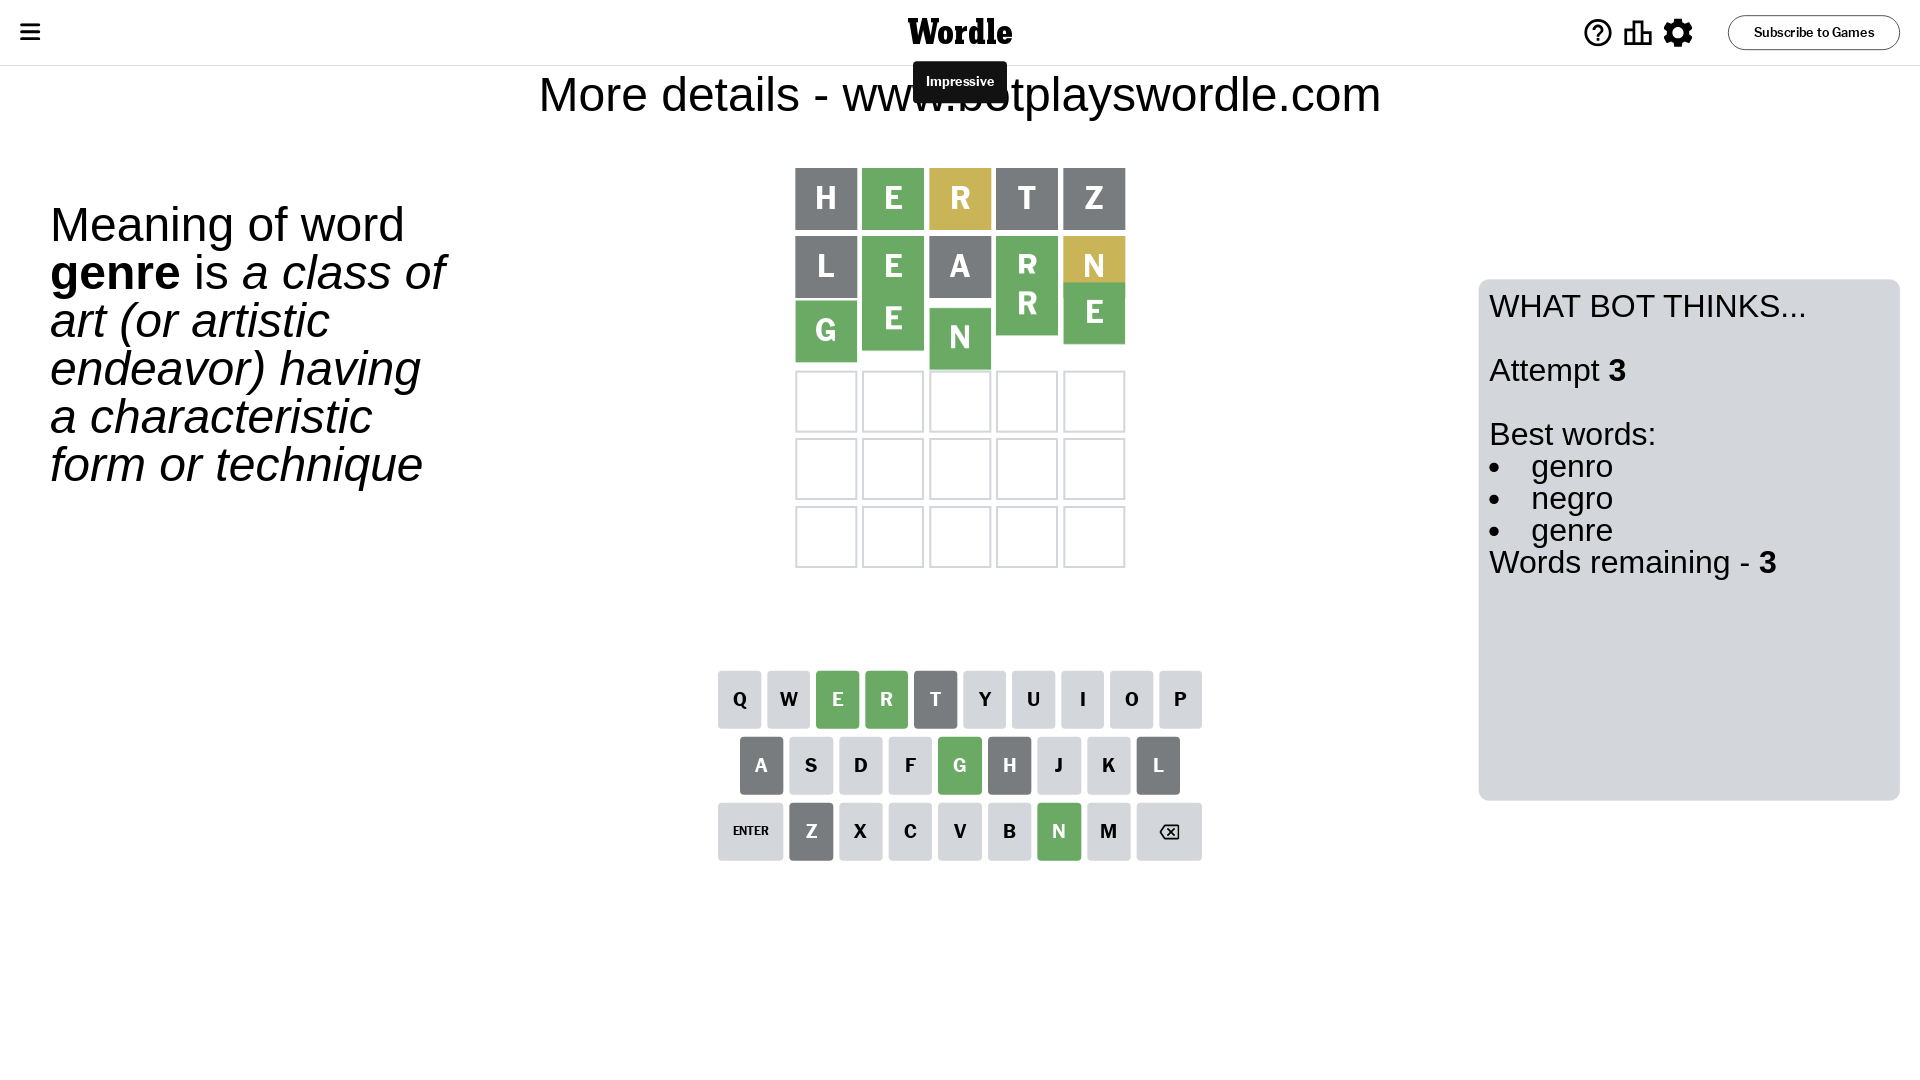 Wordle
Subscribe to Games
Impressive
More details - www.botplayswordle.com
Meaning of word
genre is a class of
art (or artistic
endeavor) having
a characteristic
form or technique
H E R T Z
L E A R N
G E N R E
WHAT BOT THINKS...
Attempt 3
Best words:
• genro
• negro
• genre
Words remaining - 3
Q W E R T Y U I O P
A S D F G H J K L
ENTER Z X C V B N M